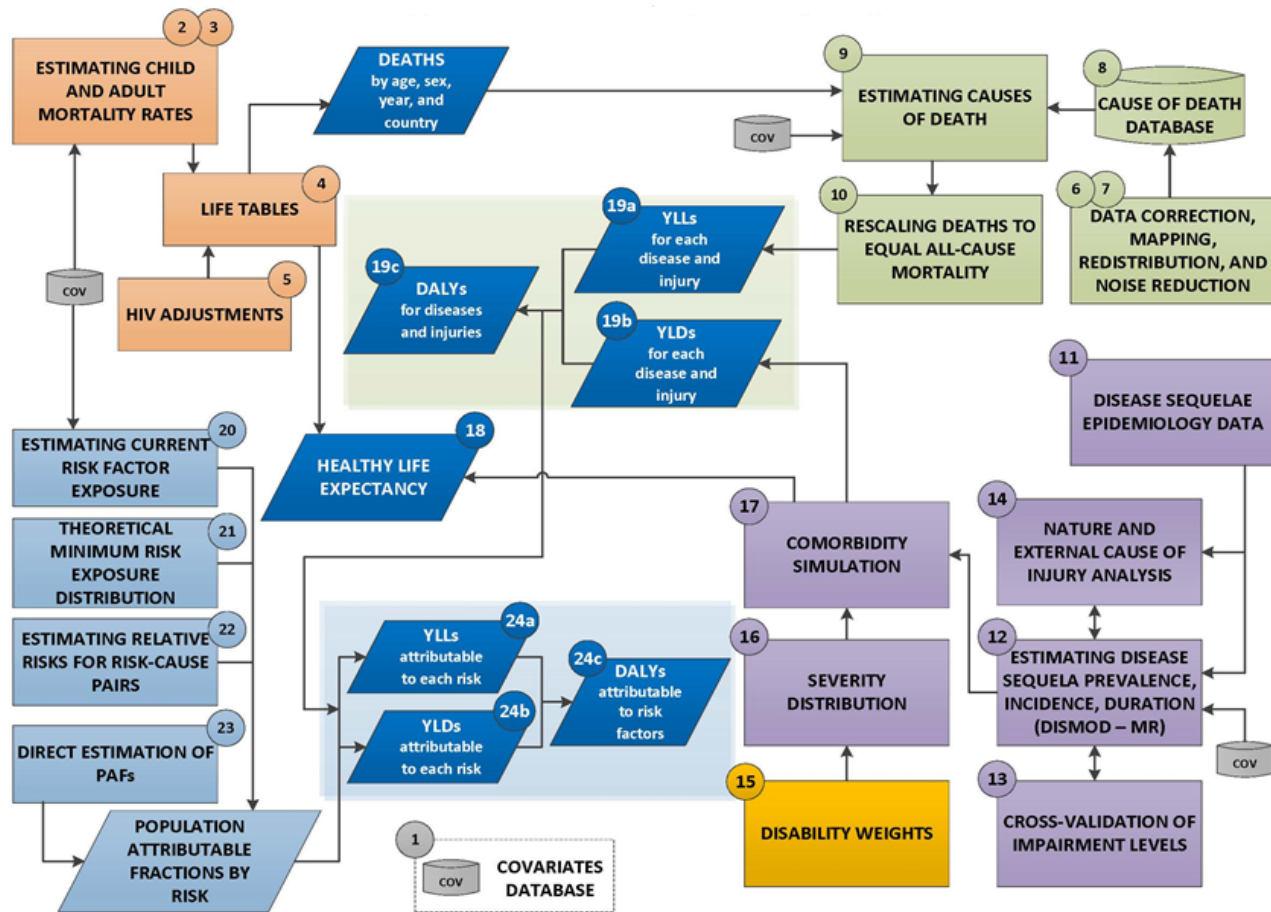 2 3
ESTIMATING CHILD
AND ADULT
MORTALITY RATES
DEATHS
by age, sex,
year, and
country
9
ESTIMATING CAUSES
OF DEATH
8
CAUSE OF DEATH
DATABASE
COV
4
LIFE TABLES
10
RESCALING DEATHS TO
EQUAL ALL-CAUSE
MORTALITY
6 7
DATA CORRECTION,
MAPPING,
REDISTRIBUTION, AND
NOISE REDUCTION
19a
YLLs
for each
disease and
injury
19c
DALYs
for diseases
and injuries
19b
YLDs
for each
disease and
injury
COV
5
HIV ADJUSTMENTS
11
DISEASE SEQUELAE
EPIDEMIOLOGY DATA
20
ESTIMATING CURRENT
RISK FACTOR
EXPOSURE
18
HEALTHY LIFE
EXPECTANCY
17
COMORBIDITY
SIMULATION
14
NATURE AND
EXTERNAL CAUSE OF
INJURY ANALYSIS
21
THEORETICAL
MINIMUM RISK
EXPOSURE
DISTRIBUTION
22
ESTIMATING RELATIVE
RISKS FOR RISK-CAUSE
PAIRS
24a
YLLs
attributable
to each risk
24b
YLDs
attributable
to each risk
24c
DALYs
attributable
to risk
factors
16
SEVERITY
DISTRIBUTION
12
ESTIMATING DISEASE
SEQUELA PREVALENCE,
INCIDENCE, DURATION
(DISMOD – MR)
COV
23
DIRECT ESTIMATION OF
PAFs
15
DISABILITY WEIGHTS
13
CROSS-VALIDATION OF
IMPAIRMENT LEVELS
POPULATION
ATTRIBUTABLE
FRACTIONS BY
RISK
1
COV
COVARIATES
DATABASE